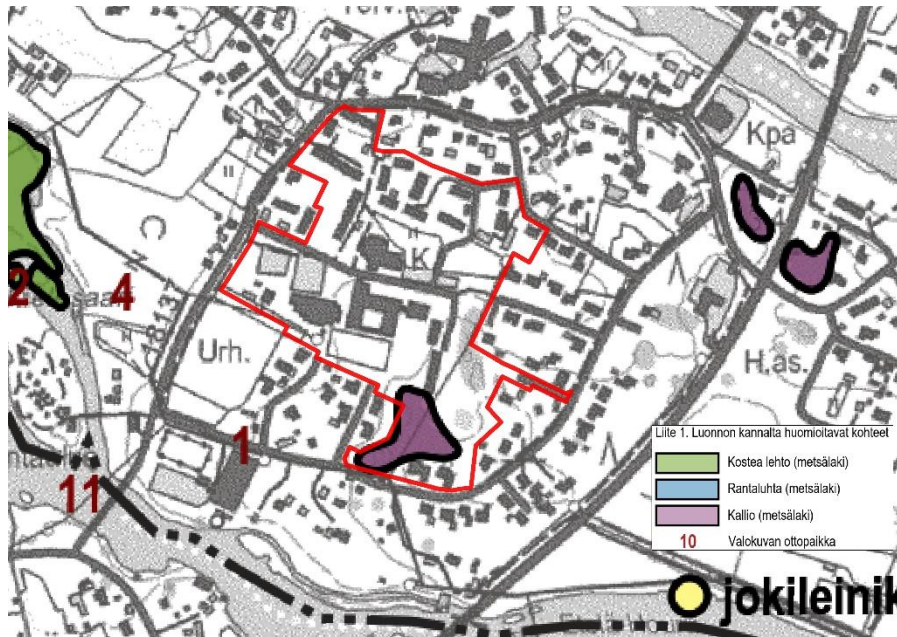 Kpa
K
2
4
Urh.
H.as.
1
11
Liite 1. Luonnon kannalta huomioitavat kohteet
Kostea lehto (metsälaki)
Rantaluhta (metsälaki)
Kallio (metsälaki)
10 Valokuvan ottopaikka
jokileinik